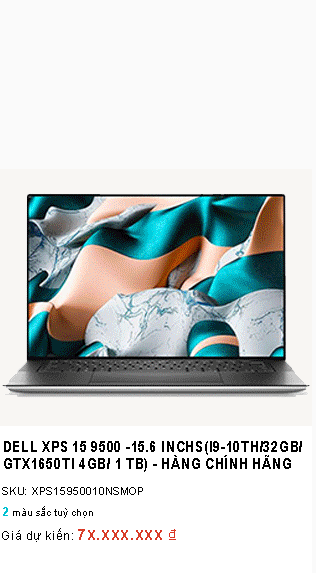 DELL XPS 15 9500 -15.6 INCHS(I9-10TH/32GB/
GTX1650TI 4GB/ 1 TB) - HÀNG CHÍNH HÃNG
SKU: XPS15950010NSMOP
2 màu sắc tuỳ chọn
Giá dự kiến: 7X.XXX.XXX ₫